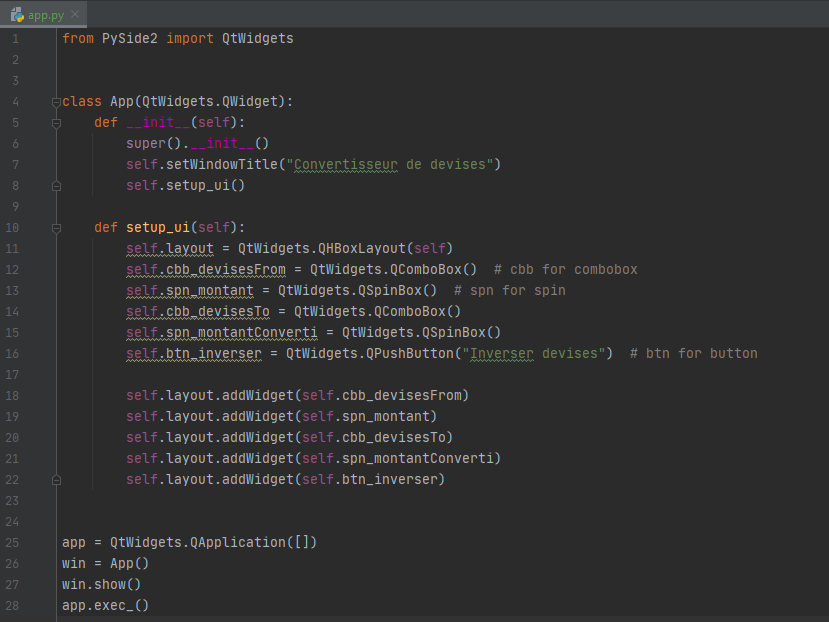 app.py
1 from PySide2 import QtWidgets
2
3
4 class App(QtWidgets.QWidget):
5     def __init__(self):
6         super().__init__()
7         self.setWindowTitle("Convertisseur de devises")
8         self.setup_ui()
9
10     def setup_ui(self):
11         self.layout = QtWidgets.QHBoxLayout(self)
12         self.cbb_devisesFrom = QtWidgets.QComboBox()  # cbb for combobox
13         self.spn_montant = QtWidgets.QSpinBox()  # spn for spin
14         self.cbb_devisesTo = QtWidgets.QComboBox()
15         self.spn_montantConverti = QtWidgets.QSpinBox()
16         self.btn_inverser = QtWidgets.QPushButton("Inverser devises")  # btn for button
17
18         self.layout.addWidget(self.cbb_devisesFrom)
19         self.layout.addWidget(self.spn_montant)
20         self.layout.addWidget(self.cbb_devisesTo)
21         self.layout.addWidget(self.spn_montantConverti)
22         self.layout.addWidget(self.btn_inverser)
23
24
25 app = QtWidgets.QApplication([])
26 win = App()
27 win.show()
28 app.exec_()